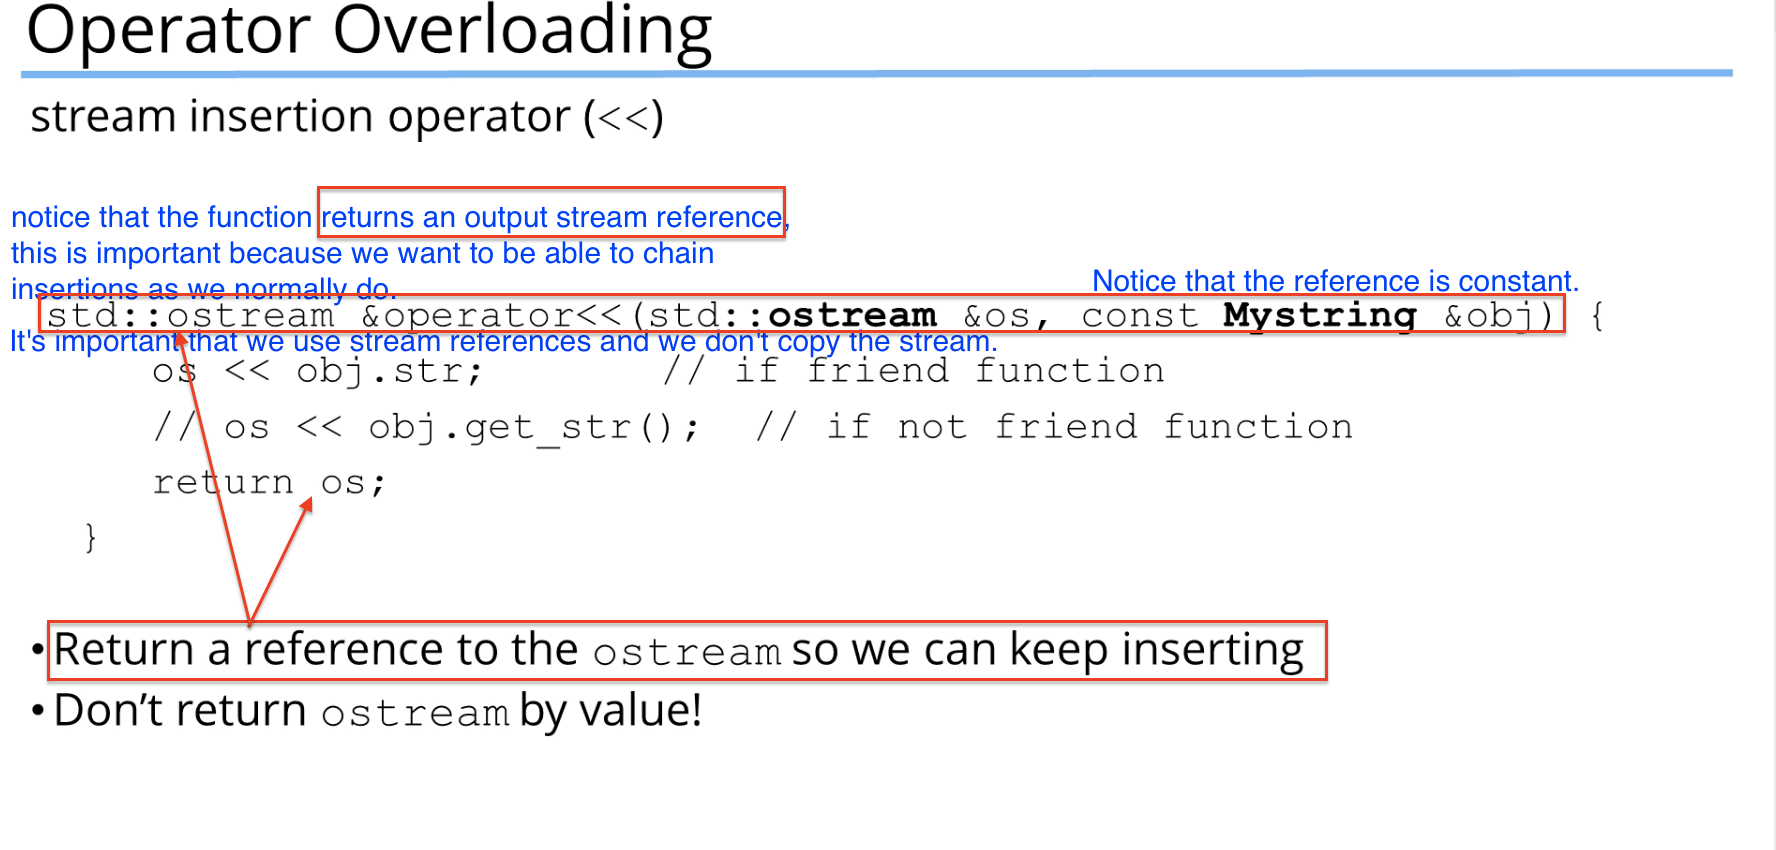 Operator Overloading
stream insertion operator (<<)
notice that the function returns an output stream reference,
this is important because we want to be able to chain
insertions as we normally do.
Notice that the reference is constant.
std::ostream &operator<<(std::ostream &os, const Mystring &obj) {
It's important that we use stream references and we don't copy the stream.
os << obj.str; // if friend function
// os << obj.get_str(); // if not friend function
return os;
}
•Return a reference to the ostream so we can keep inserting
•Don’t return ostream by value!